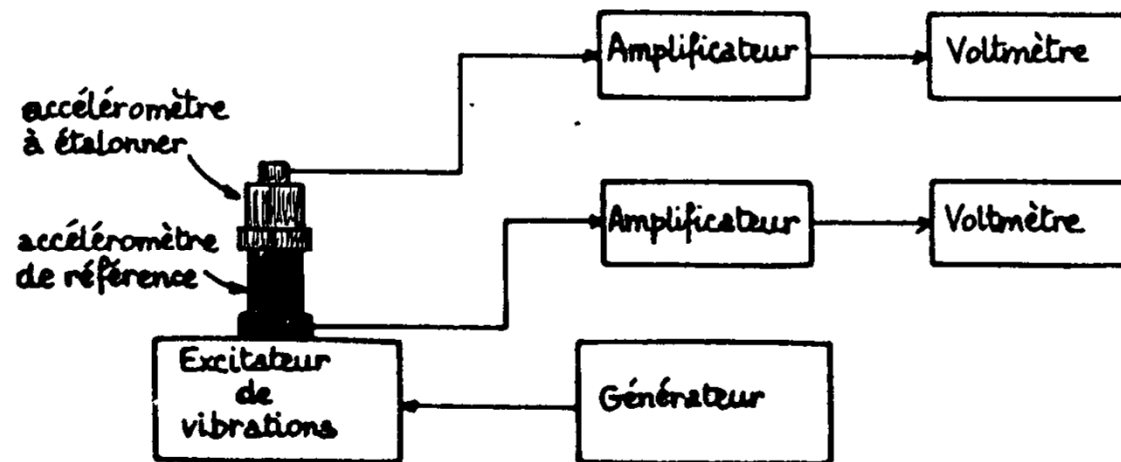 Amplificateur
Voltmètre
accéléromètre
à étalonner
Amplificateur
Voltmètre
accéléromètre
de référence
Excitateur
de
vibrations
Générateur